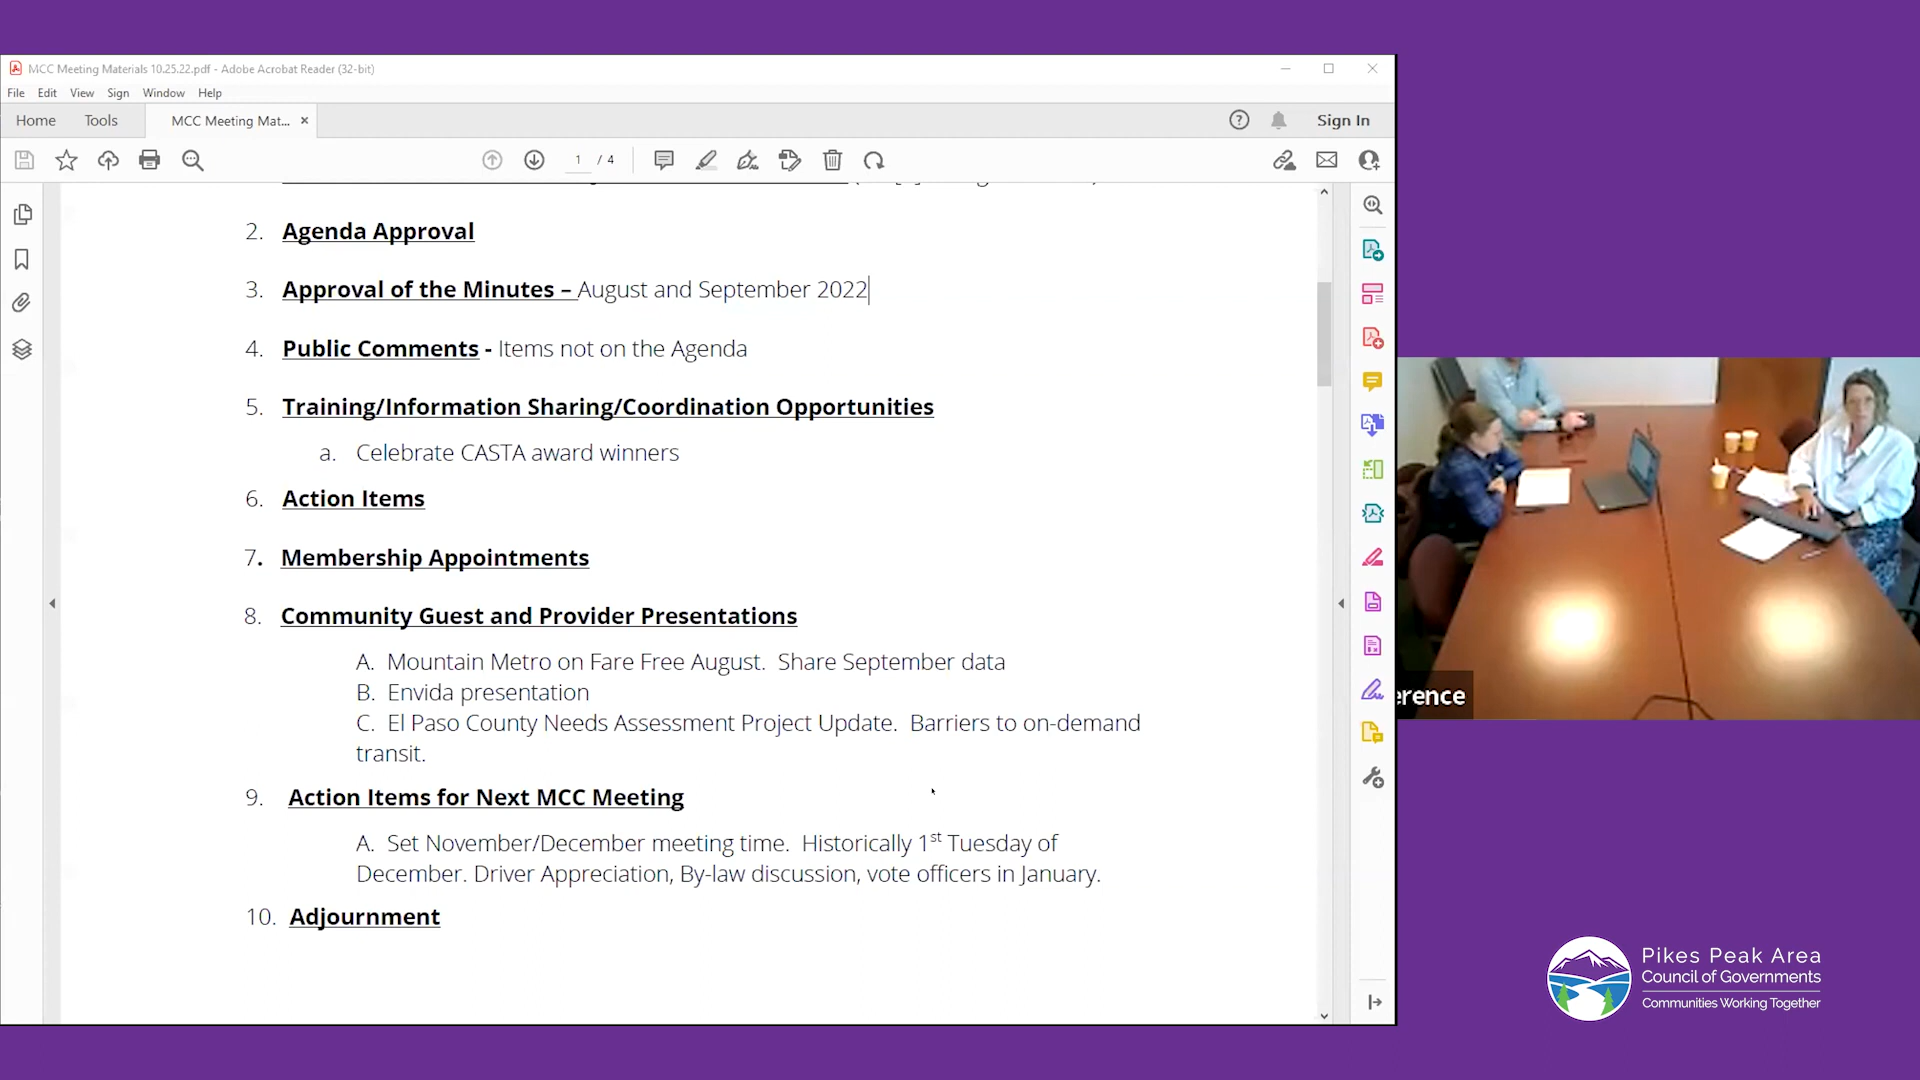 MCC Meeting Materials 10.25.22.pdf - Adobe Acrobat Reader (32-bit)
File Edit View Sign Window Help
Home Tools MCC Meeting Mat... × Sign In
1 / 4
2. Agenda Approval
3. Approval of the Minutes – August and September 2022
4. Public Comments - Items not on the Agenda
5. Training/Information Sharing/Coordination Opportunities
a. Celebrate CASTA award winners
6. Action Items
7. Membership Appointments
8. Community Guest and Provider Presentations
A. Mountain Metro on Fare Free August. Share September data
B. Envida presentation
C. El Paso County Needs Assessment Project Update. Barriers to on-demand
transit.
9. Action Items for Next MCC Meeting
A. Set November/December meeting time. Historically 1st Tuesday of
December. Driver Appreciation, By-law discussion, vote officers in January.
10. Adjournment
erence
Pikes Peak Area
Council of Governments
Communities Working Together